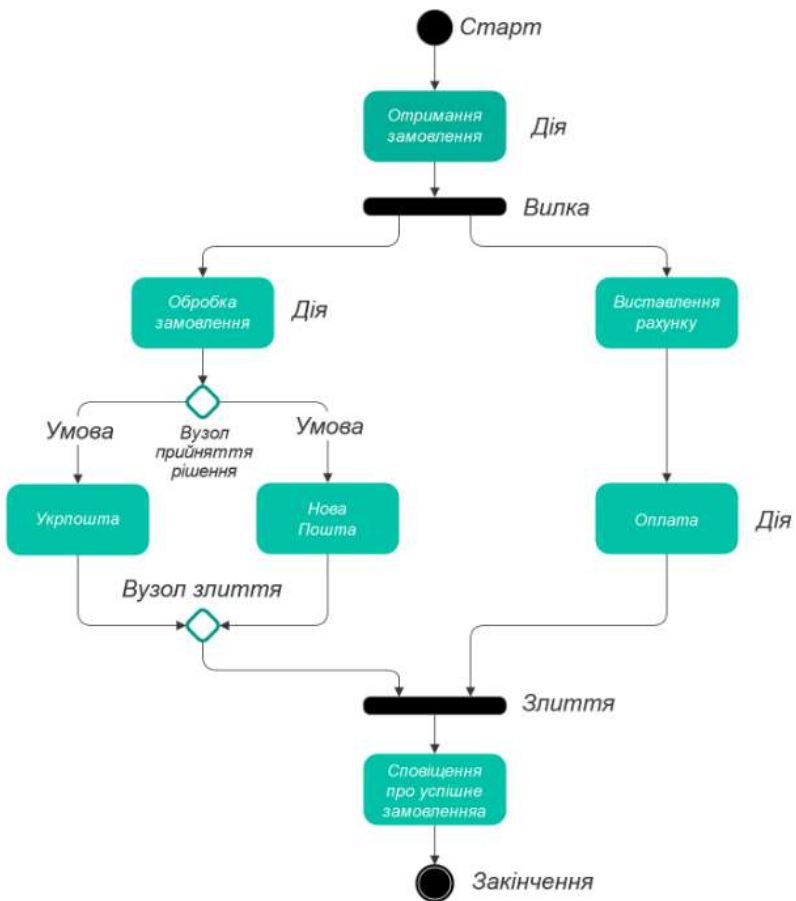 Старт
Отримання
замовлення
Дія
Вилка
Обробка
замовлення
Дія
Виставлення
рахунку
Умова
Вузол
прийняття
рішення
Умова
Укрпошта
Нова
Пошта
Оплата
Дія
Вузол злиття
Злиття
Сповіщення
про успішне
замовленняа
Закінчення